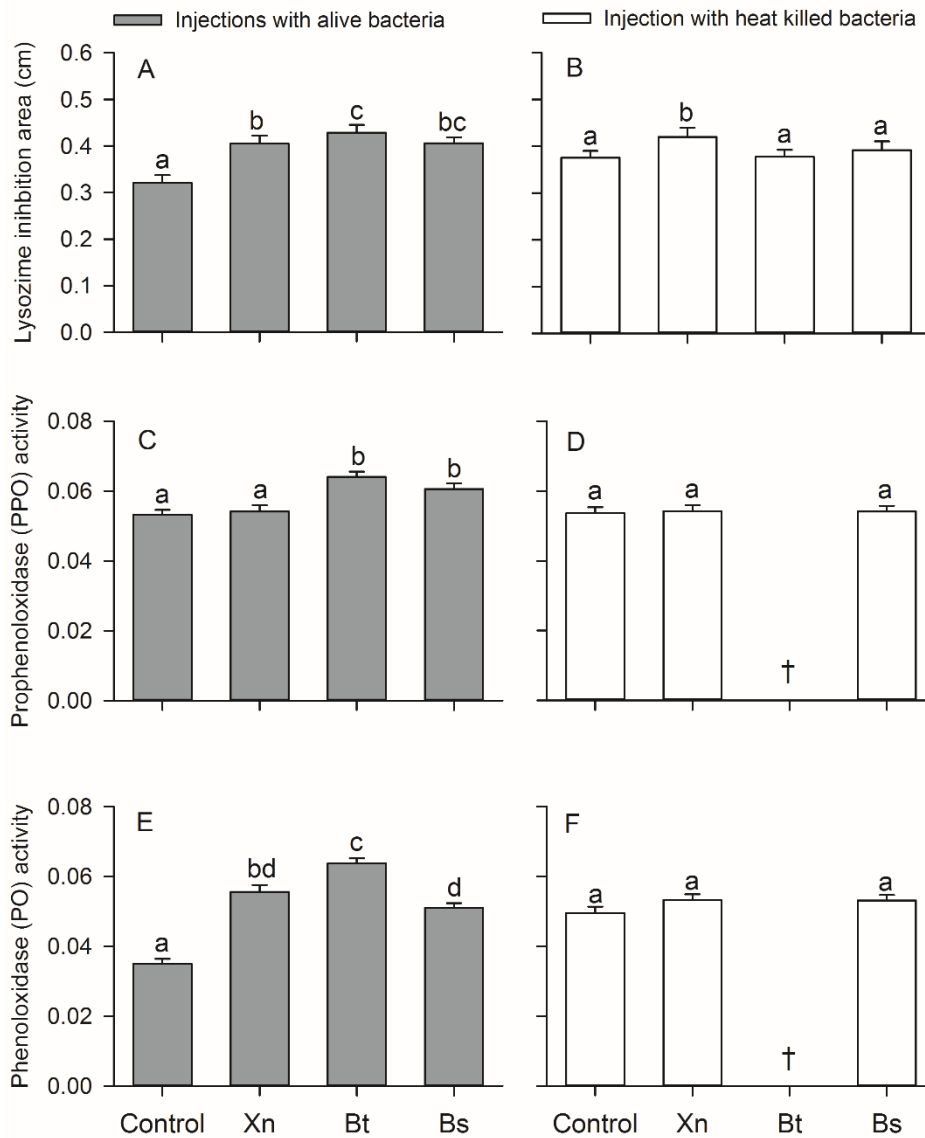 Injections with alive bacteria
Injection with heat killed bacteria
Lysozime inihbition area (cm)
0.6
0.5
0.4
0.3
0.2
0.1
0.0
A
a
b
c
bc
B
a
b
a
a
Prophenoloxidase (PPO) activity
0.08
0.06
0.04
0.02
0.00
C
a
a
b
b
D
a
a
†
a
Phenoloxidase (PO) activity
0.08
0.06
0.04
0.02
0.00
E
a
bd
c
d
F
a
a
†
a
Control Xn Bt Bs
Control Xn Bt Bs